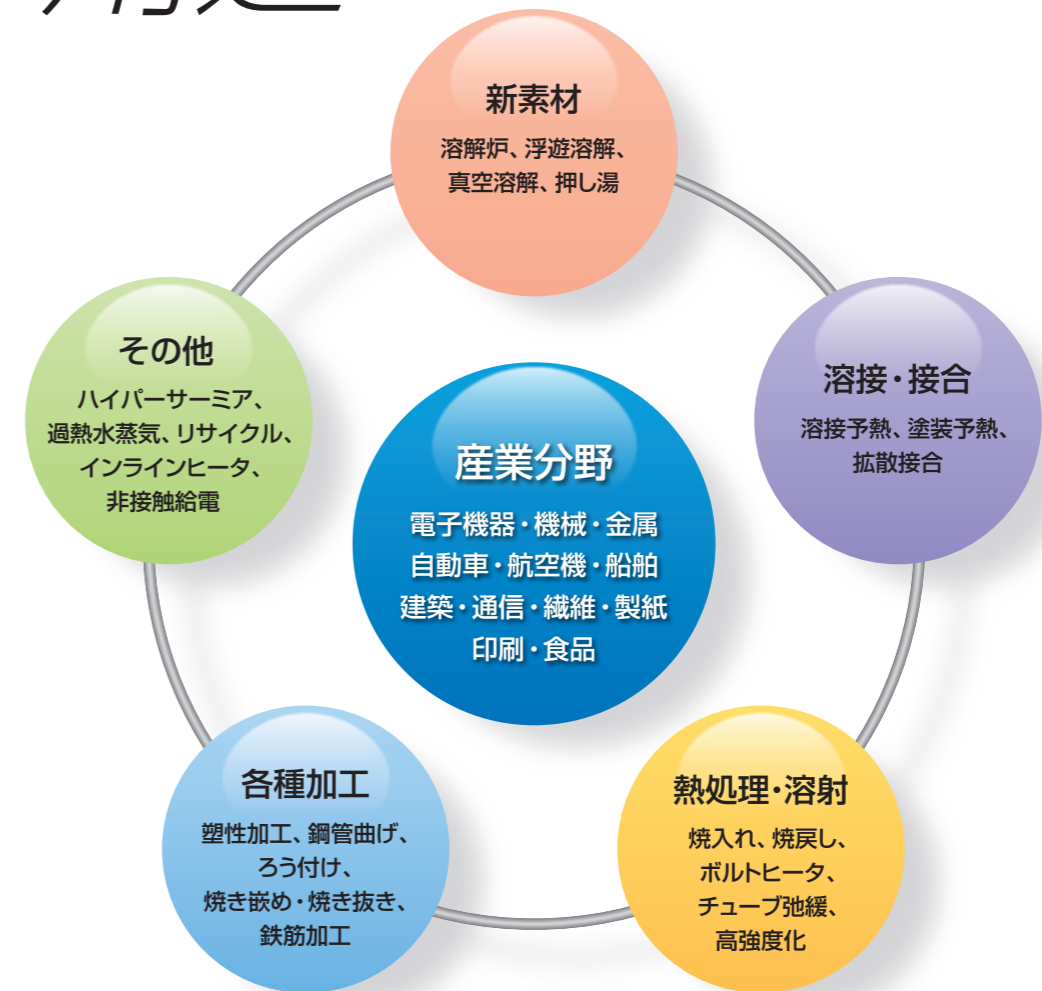 新素材
溶解炉、浮遊溶解、
真空溶解、押し湯
溶接・接合
溶接予熱、塗装予熱、
拡散接合
その他
ハイパーサーミア、
過熱水蒸気、リサイクル、
インラインヒータ、
非接触給電
産業分野
電子機器・機械・金属
自動車・航空機・船舶
建築・通信・繊維・製紙
印刷・食品
各種加工
塑性加工、鋼管曲げ、
ろう付け、
焼き嵌め・焼き抜き、
鉄筋加工
熱処理・溶射
焼入れ、焼戻し、
ボルトヒータ、
チューブ弛緩、
高強度化